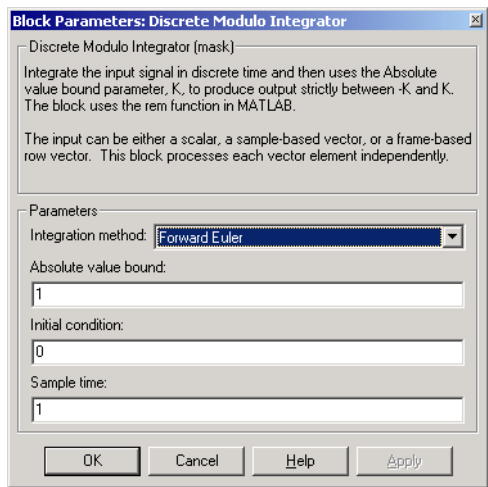 Block Parameters: Discrete Modulo Integrator
Discrete Modulo Integrator (mask)
Integrate the input signal in discrete time and then uses the Absolute
value bound parameter, K, to produce output strictly between -K and K.
The block uses the rem function in MATLAB.
The input can be either a scalar, a sample-based vector, or a frame-based
row vector. This block processes each vector element independently.
Parameters
Integration method: Forward Euler
Absolute value bound:
1
Initial condition:
0
Sample time:
1
OK Cancel Help Apply